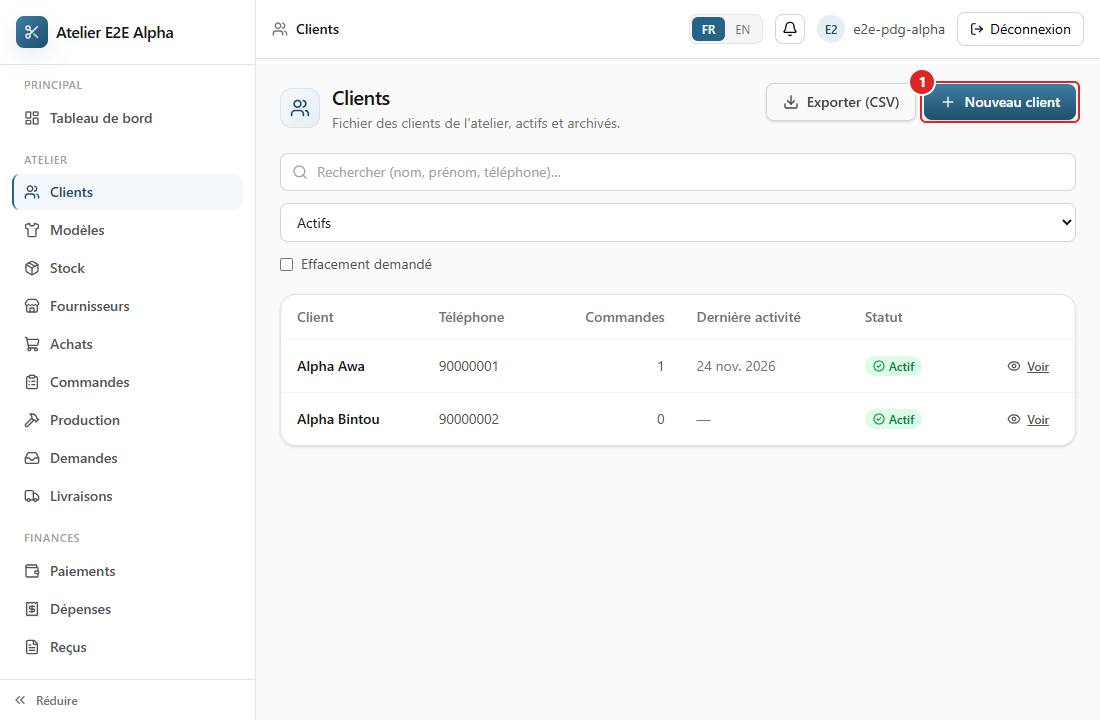 Atelier E2E Alpha
PRINCIPAL
Tableau de bord
ATELIER
Clients
Modèles
Stock
Fournisseurs
Achats
Commandes
Production
Demandes
Livraisons
FINANCES
Paiements
Dépenses
Reçus
Réduire
Clients
FR EN
E2 e2e-pdg-alpha
Déconnexion
Clients
Fichier des clients de l'atelier, actifs et archivés.
Exporter (CSV)
1
Nouveau client
Rechercher (nom, prénom, téléphone)...
Actifs
Effacement demandé
Client Téléphone Commandes Dernière activité Statut
Alpha Awa 90000001 1 24 nov. 2026 Actif Voir
Alpha Bintou 90000002 0 — Actif Voir